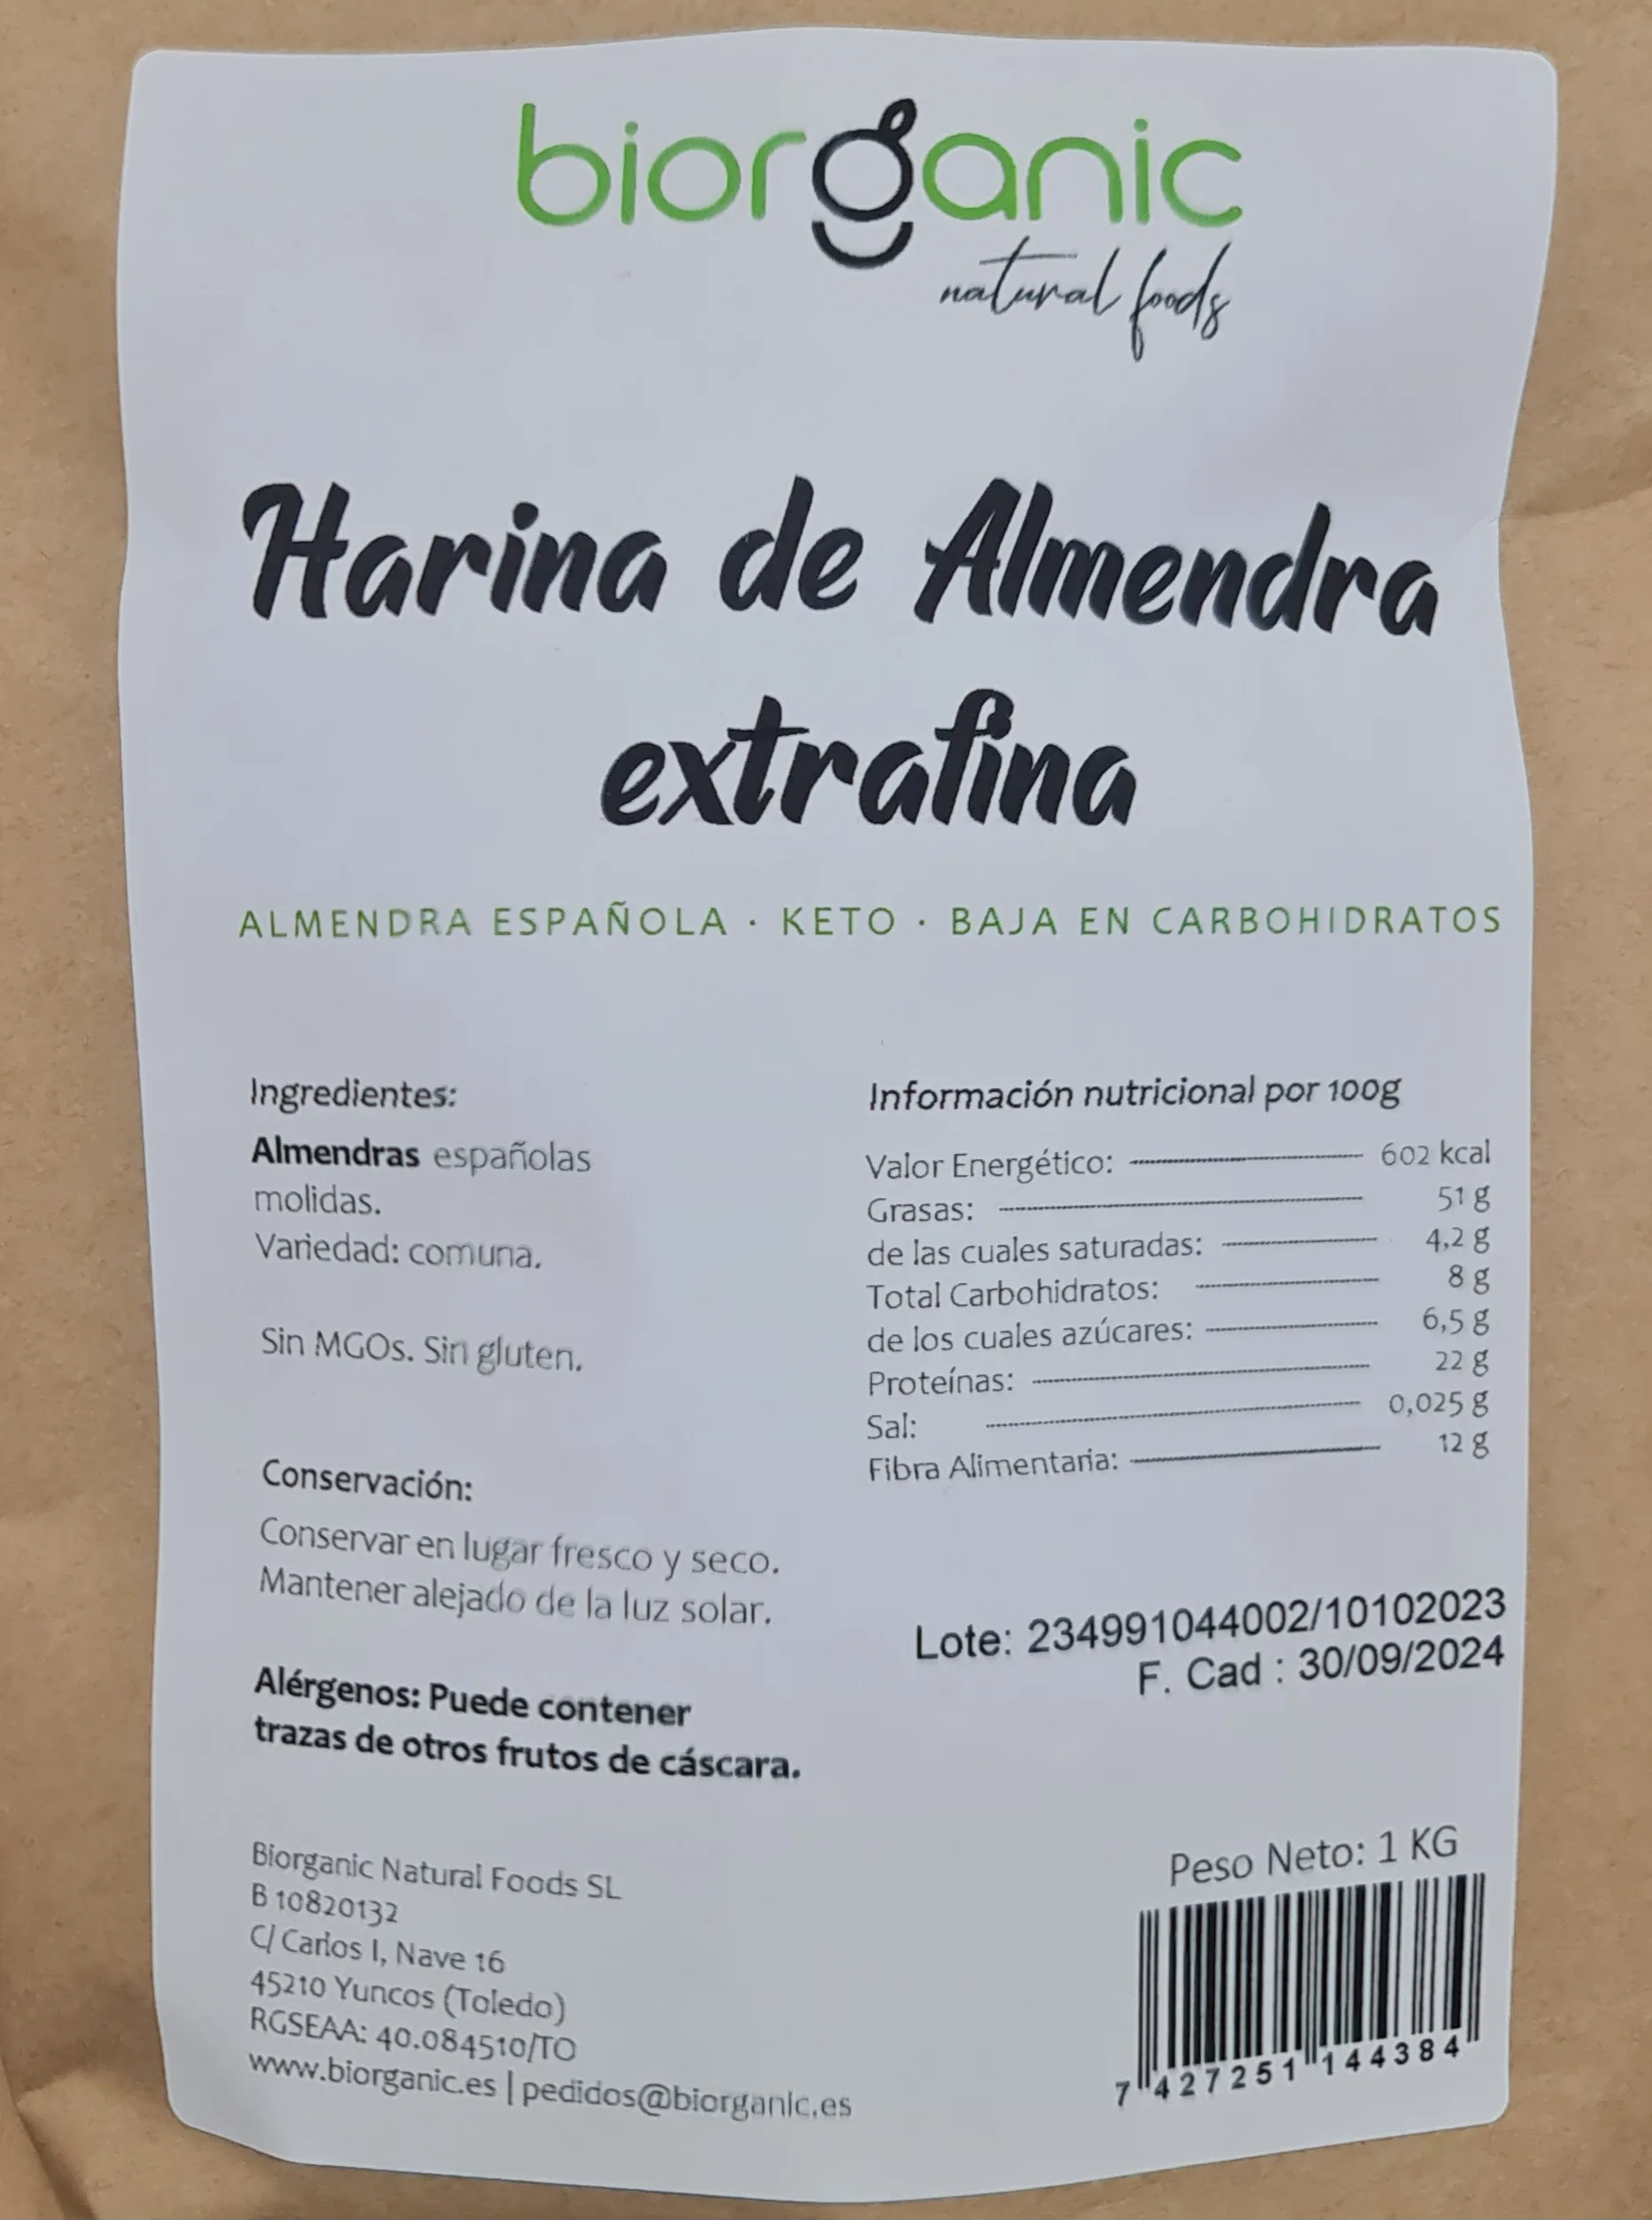 biorganic
natural foods
Harina de Almendra
extrafina
ALMENDRA ESPAÑOLA · KETO · BAJA EN CARBOHIDRATOS
Ingredientes:
Almendras españolas
molidas.
Variedad: comuna.
Sin MGOs. Sin gluten.
Conservación:
Conservar en lugar fresco y seco.
Mantener alejado de la luz solar.
Alérgenos: Puede contener
trazas de otros frutos de cáscara.
Biorganic Natural Foods SL
B 10820132
C/ Carlos I, Nave 16
45210 Yuncos (Toledo)
RGSEAA: 40.084510/TO
www.biorganic.es | pedidos@biorganic.es
Información nutricional por 100g
Valor Energético: 602 kcal
Grasas: 51 g
de las cuales saturadas: 4,2 g
Total Carbohidratos: 8 g
de los cuales azúcares: 6,5 g
Proteínas: 22 g
Sal: 0,025 g
Fibra Alimentaria: 12 g
Lote: 234991044002/10102023
F. Cad : 30/09/2024
Peso Neto: 1 KG
7 427251 144384